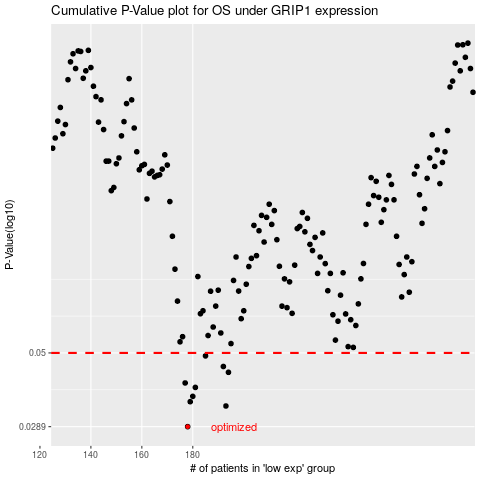 Cumulative P-Value plot for OS under GRIP1 expression
P-Value(log10)
0.05
0.0289
optimized
120 140 160 180
# of patients in 'low exp' group